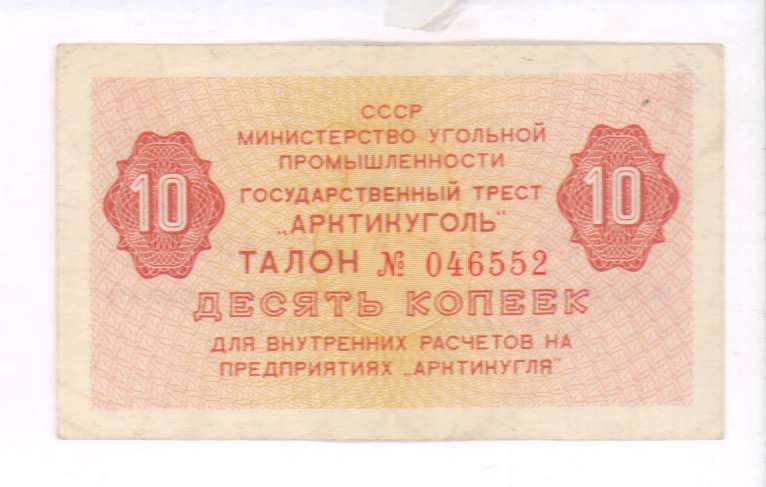 СССР
МИНИСТЕРСТВО УГОЛЬНОЙ
ПРОМЫШЛЕННОСТИ
ГОСУДАРСТВЕННЫЙ ТРЕСТ
„АРКТИКУГОЛЬ"
10
10
ТАЛОН № 046552
ДЕСЯТЬ КОПЕЕК
ДЛЯ ВНУТРЕННИХ РАСЧЕТОВ НА
ПРЕДПРИЯТИЯХ „АРКТИКУГЛЯ"